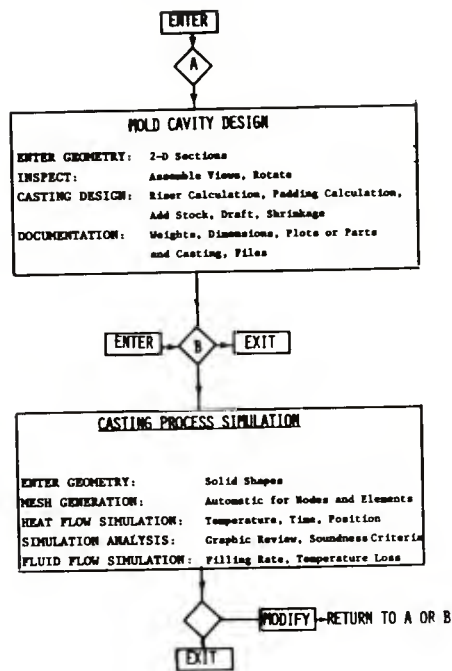 ENTER
A
MOLD CAVITY DESIGN
ENTER GEOMETRY: 2-D Sections
INSPECT: Assemble Views, Rotate
CASTING DESIGN: Riser Calculation, Padding Calculation,
Add Stock, Draft, Shrinkage
DOCUMENTATION: Weights, Dimensions, Plots or Parts
and Casting, Files
ENTER B EXIT
CASTING PROCESS SIMULATION
ENTER GEOMETRY: Solid Shapes
MESH GENERATION: Automatic for Nodes and Elements
HEAT FLOW SIMULATION: Temperature, Time, Position
SIMULATION ANALYSIS: Graphic Review, Soundness Criteria
FLUID FLOW SIMULATION: Filling Rate, Temperature Loss
MODIFY RETURN TO A OR B
EXIT